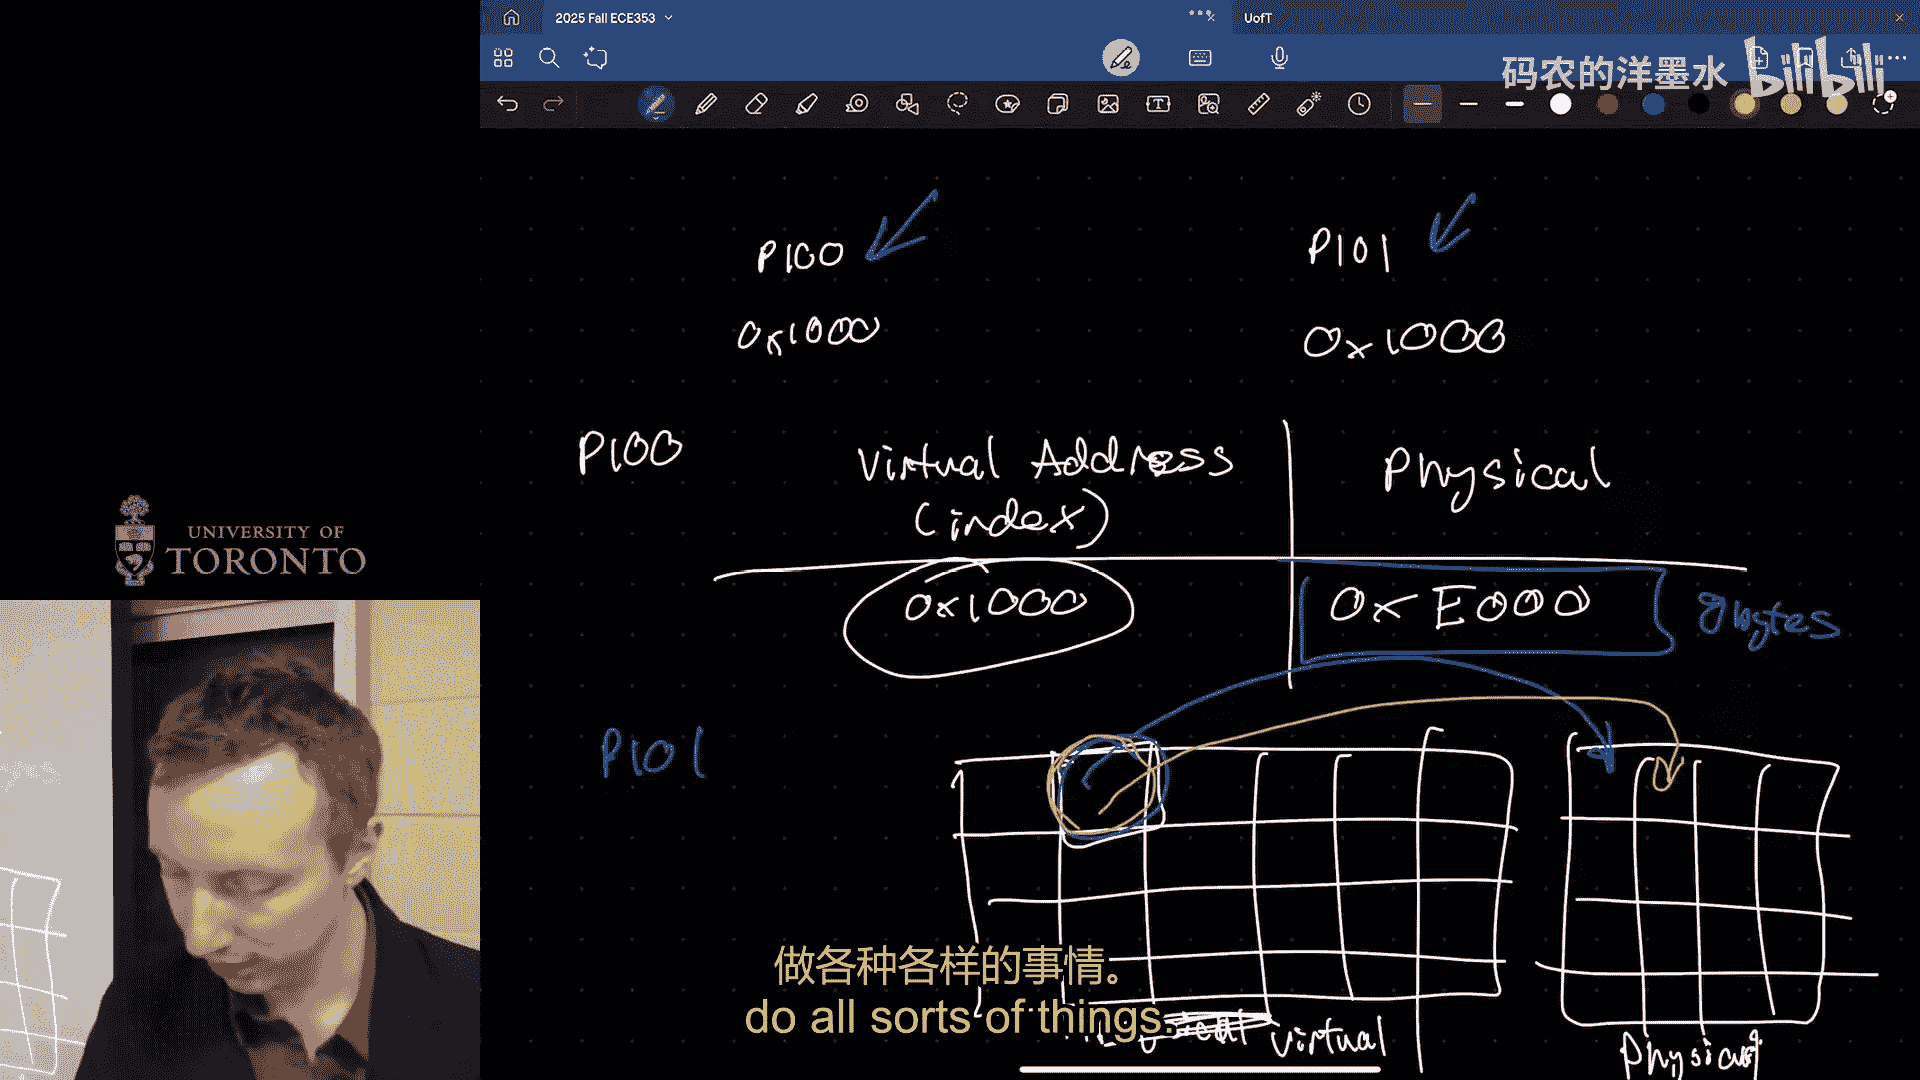 2025 Fall ECE353
UofT
码农的洋墨水 bilibili
P100
P101
0x1000
0x1000
P100
Virtual Address
Physical
(index)
0x1000
0xE000
8 bytes
UNIVERSITY OF
TORONTO
P101
做各种各样的事情。
do all sorts of things.
virtual
Physical